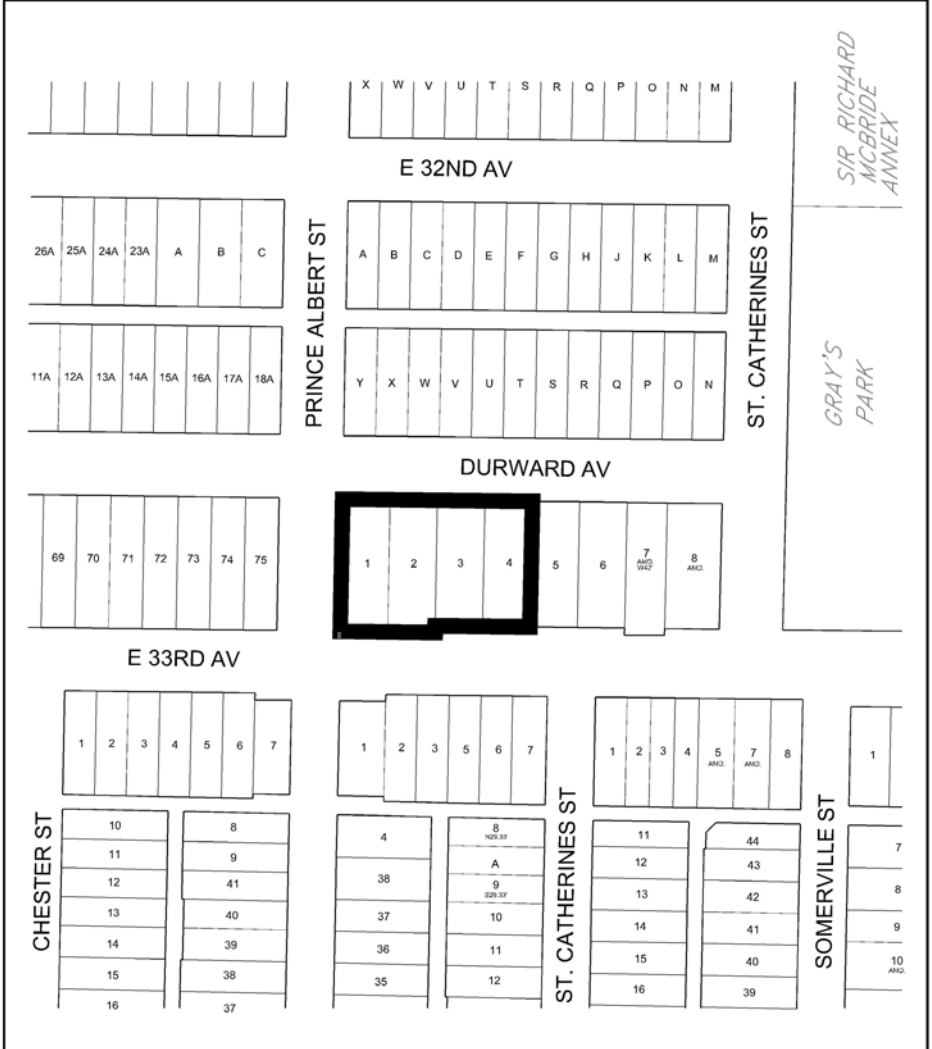 X W V U T S R Q P O N M
SIR RICHARD
MCBRIDE
ANNEX
E 32ND AV
26A 25A 24A 23A A B C
PRINCE ALBERT ST
A B C D E F G H J K L M
ST. CATHERINES ST
11A 12A 13A 14A 15A 16A 17A 18A
Y X W V U T S R Q P O N
GRAY'S
PARK
DURWARD AV
69 70 71 72 73 74 75
1 2 3 4 5 6 7 8
AMD. AMD.
W42'
E 33RD AV
1 2 3 4 5 6 7
1 2 3 5 6 7
1 2 3 4 5 7 8
AMD. AMD.
1
CHESTER ST
10
11
12
13
14
15
16
8
9
41
40
39
38
37
4
38
37
36
35
8
N29.33'
A
9
S29.33'
10
11
12
ST. CATHERINES ST
11
12
13
14
15
16
44
43
42
41
40
39
SOMERVILLE ST
7
8
9
10
AMD.